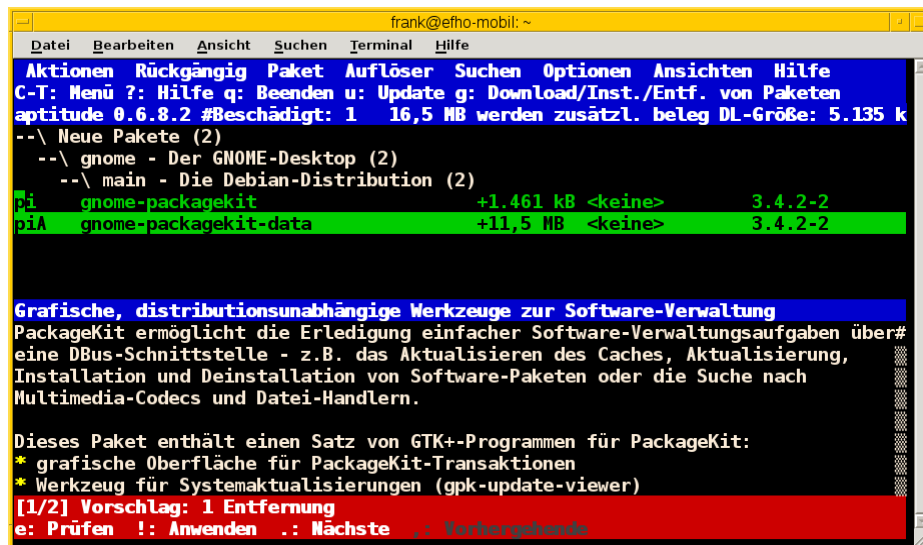 frank@efho-mobil: ~
Datei Bearbeiten Ansicht Suchen Terminal Hilfe
Aktionen Rückgängig Paket Auflöser Suchen Optionen Ansichten Hilfe
C-T: Menü ?: Hilfe q: Beenden u: Update g: Download/Inst./Entf. von Paketen
aptitude 0.6.8.2 #Beschädigt: 1 16,5 MB werden zusätzl. beleg DL-Größe: 5.135 k
--\ Neue Pakete (2)
--\ gnome - Der GNOME-Desktop (2)
--\ main - Die Debian-Distribution (2)
pi gnome-packagekit +1.461 kB <keine> 3.4.2-2
piA gnome-packagekit-data +11,5 MB <keine> 3.4.2-2
Grafische, distributionsunabhängige Werkzeuge zur Software-Verwaltung
PackageKit ermöglicht die Erledigung einfacher Software-Verwaltungsaufgaben über#
eine DBus-Schnittstelle - z.B. das Aktualisieren des Caches, Aktualisierung,
Installation und Deinstallation von Software-Paketen oder die Suche nach
Multimedia-Codecs und Datei-Handlern.
Dieses Paket enthält einen Satz von GTK+-Programmen für PackageKit:
* grafische Oberfläche für PackageKit-Transaktionen
* Werkzeug für Systemaktualisierungen (gpk-update-viewer)
[1/2] Vorschlag: 1 Entfernung
e: Prüfen !: Anwenden .: Nächste ,: Vorhergehende